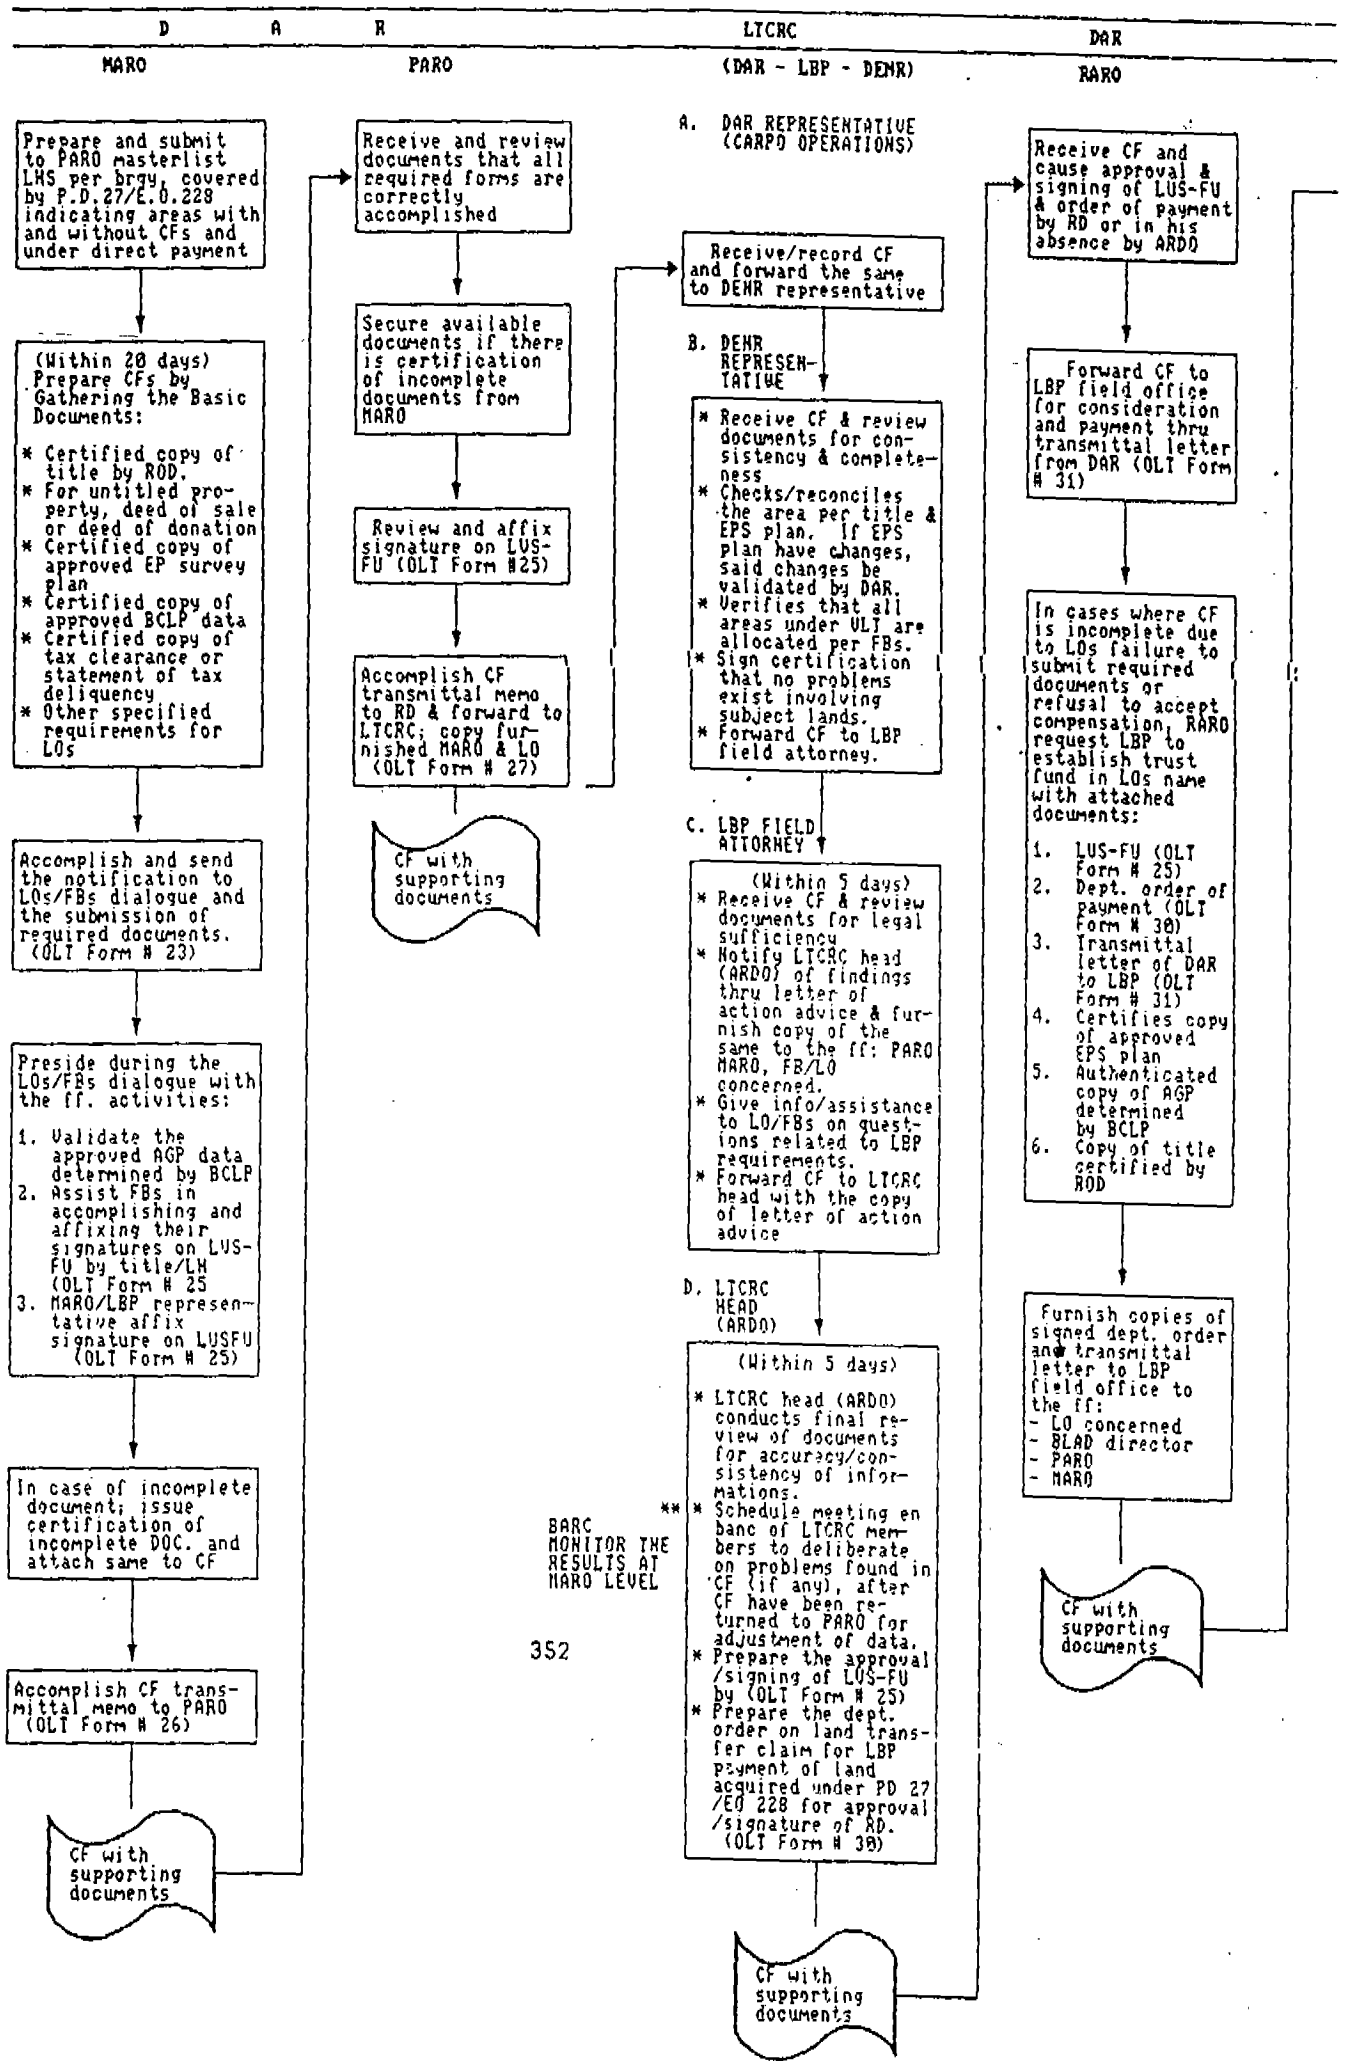 D A R
LTCRC
DAR
MARO
PARO
(DAR - LBP - DENR)
RARO
Prepare and submit
to PARO masterlist
LHS per brgy, covered
by P.D.27/E.O.228
indicating areas with
and without CFs and
under direct payment
(Within 20 days)
Prepare CFs by
Gathering the Basic
Documents:
* Certified copy of
title by ROD.
* For untitled pro-
perty, deed of sale
or deed of donation
* Certified copy of
approved EP survey
plan
* Certified copy of
approved BCLP data
* Certified copy of
tax clearance or
statement of tax
deliquency
* Other specified
requirements for
LOs
Accomplish and send
the notification to
LOs/FBs dialogue and
the submission of
required documents.
(OLT Form # 23)
Preside during the
LOs/FBs dialogue with
the ff. activities:
1. Validate the
approved AGP data
determined by BCLP
2. Assist FBs in
accomplishing and
affixing their
signatures on LVS-
FU by title/LH
(OLT Form # 25
3. MARO/LBP represen-
tative affix
signature on LUSFU
(OLT Form # 25)
In case of incomplete
document; issue
certification of
incomplete DOC. and
attach same to CF
Accomplish CF trans-
mittal memo to PARO
(OLT Form # 26)
CF with
supporting
documents
Receive and review
documents that all
required forms are
correctly
accomplished
Secure available
documents if there
is certification
of incomplete
documents from
MARO
Review and affix
signature on LVS-
FU (OLT Form #25)
Accomplish CF
transmittal memo
to RD & forward to
LTCRC; copy fur-
nished MARO & LO
(OLT Form # 27)
CF with
supporting
documents
A. DAR REPRESENTATIVE
(CARPO OPERATIONS)
Receive/record CF
and forward the same
to DENR representative
B. DENR
REPRESEN-
TATIVE
* Receive CF & review
documents for con-
sistency & complete-
ness
* Checks/reconciles
the area per title &
EPS plan. If EPS
plan have changes,
said changes be
validated by DAR.
* Verifies that all
areas under VLT are
allocated per FBs.
* Sign certification
that no problems
exist involving
subject lands.
* Forward CF to LBP
field attorney.
C. LBP FIELD
ATTORNEY
(Within 5 days)
* Receive CF & review
documents for legal
sufficiency
* Notify LTCRC head
(ARDO) of findings
thru letter of
action advice & fur-
nish copy of the
same to the ff: PARO
MARO, FB/LO
concerned.
* Give info/assistance
to LO/FBs on quest-
ions related to LBP
requirements.
* Forward CF to LTCRC
head with the copy
of letter of action
advice
D. LTCRC
HEAD
(ARDO)
(Within 5 days)
* LTCRC head (ARDO)
conducts final re-
view of documents
for accuracy/con-
sistency of infor-
mations.
** * Schedule meeting en
banc of LTCRC mem-
bers to deliberate
on problems found in
CF (if any), after
CF have been re-
turned to PARO for
adjustment of data.
* Prepare the approval
/signing of LUS-FU
by (OLT Form # 25)
* Prepare the dept.
order on land trans-
fer claim for LBP
payment of land
acquired under PD 27
/EO 228 for approval
/signature of RD.
(OLT Form # 30)
BARC
MONITOR THE
RESULTS AT
MARO LEVEL
352
CF with
supporting
documents
Receive CF and
cause approval &
signing of LUS-FU
& order of payment
by RD or in his
absence by ARDO
Forward CF to
LBP field office
for consideration
and payment thru
transmittal letter
from DAR (OLT Form
# 31)
In cases where CF
is incomplete due
to LOs failure to
submit required
documents or
refusal to accept
compensation, RARO
request LBP to
establish trust
fund in LOs name
with attached
documents:
1. LUS-FU (OLT
Form # 25)
2. Dept. order of
payment (OLT
Form # 30)
3. Transmittal
letter of DAR
to LBP (OLT
Form # 31)
4. Certifies copy
of approved
EPS plan
5. Authenticated
copy of AGP
determined
by BCLP
6. Copy of title
certified by
ROD
Furnish copies of
signed dept. order
and transmittal
letter to LBP
field office to
the ff:
- LO concerned
- BLAD director
- PARO
- MARO
CF with
supporting
documents